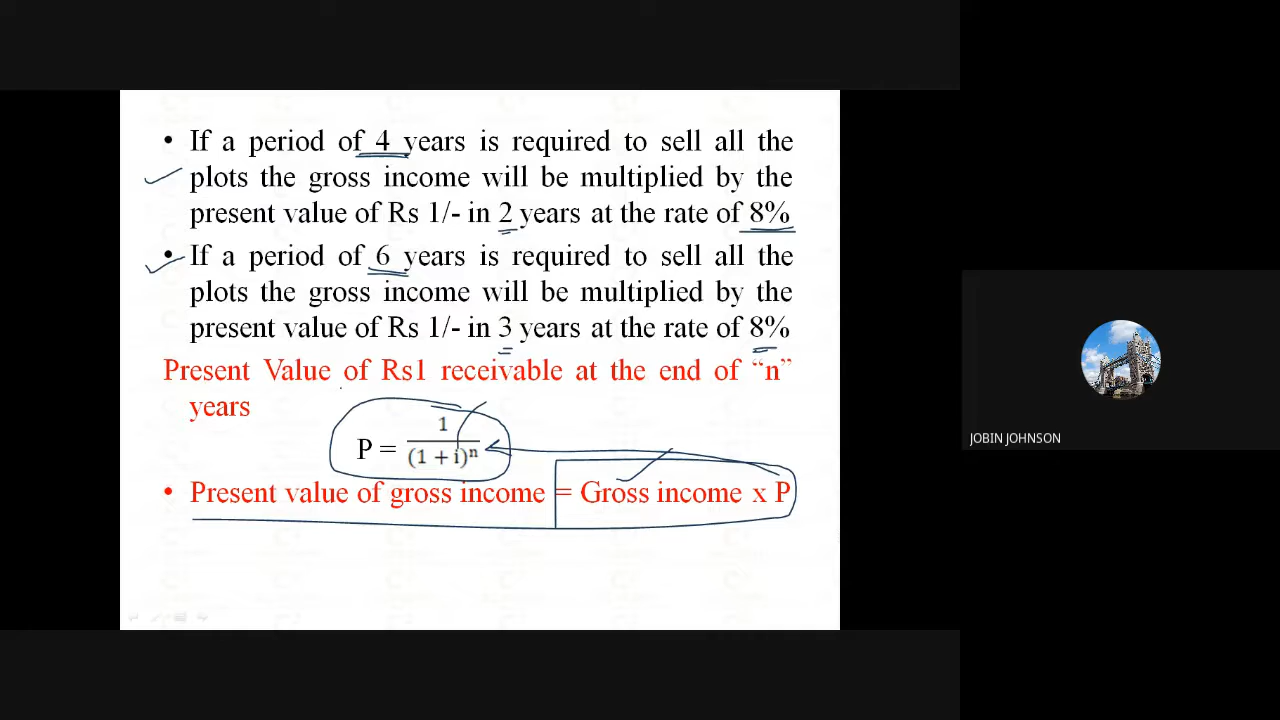 • If a period of 4 years is required to sell all the
plots the gross income will be multiplied by the
present value of Rs 1/- in 2 years at the rate of 8%
• If a period of 6 years is required to sell all the
plots the gross income will be multiplied by the
present value of Rs 1/- in 3 years at the rate of 8%
Present Value of Rs1 receivable at the end of “n”
years
P = 1/(1 + i)ⁿ
• Present value of gross income = Gross income x P
JOBIN JOHNSON